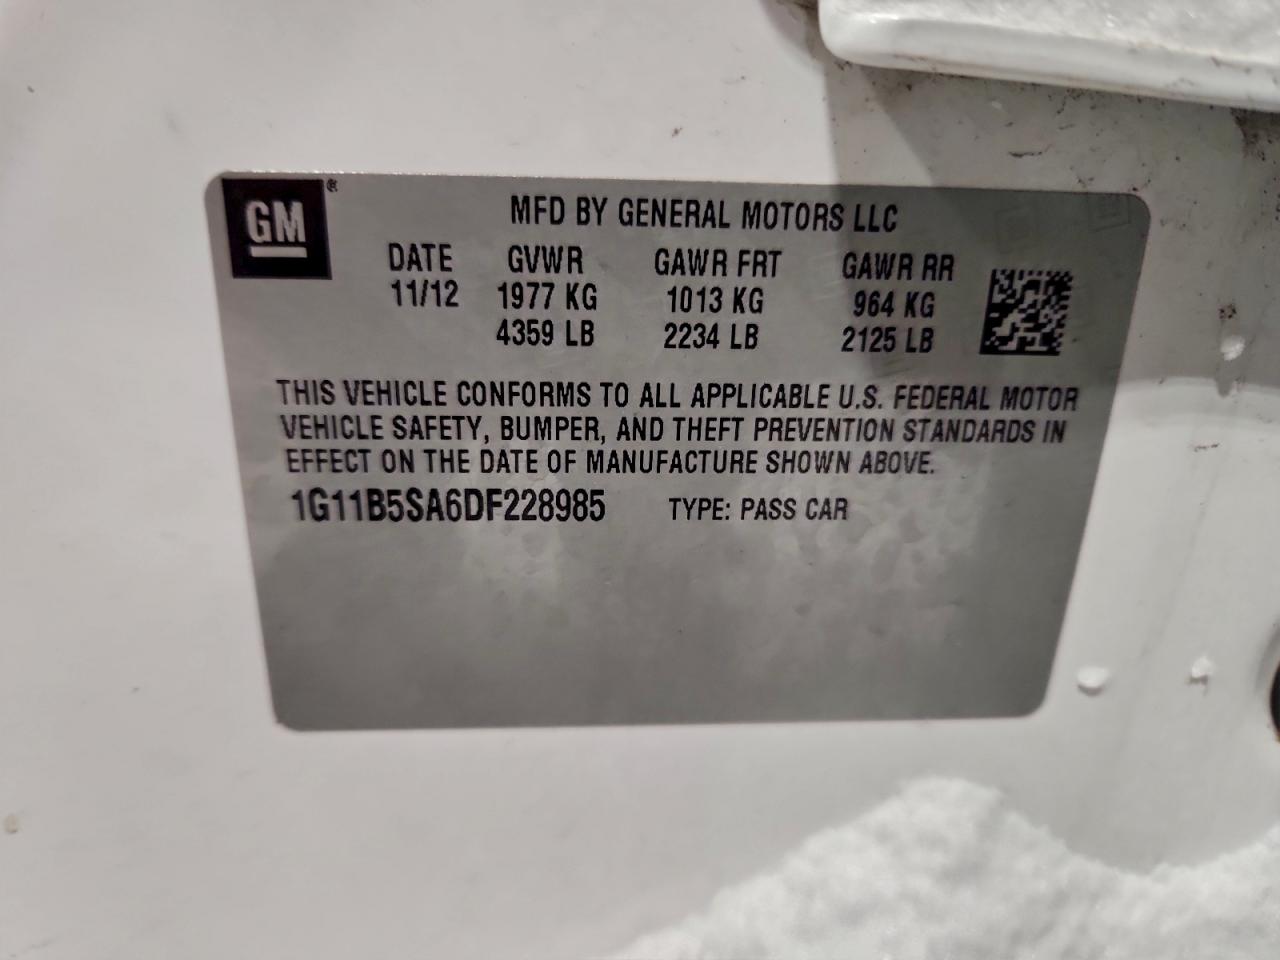 GM®
MFD BY GENERAL MOTORS LLC
DATE GVWR GAWR FRT GAWR RR
11/12 1977 KG 1013 KG 964 KG
4359 LB 2234 LB 2125 LB
THIS VEHICLE CONFORMS TO ALL APPLICABLE U.S. FEDERAL MOTOR
VEHICLE SAFETY, BUMPER, AND THEFT PREVENTION STANDARDS IN
EFFECT ON THE DATE OF MANUFACTURE SHOWN ABOVE.
1G11B5SA6DF228985 TYPE: PASS CAR